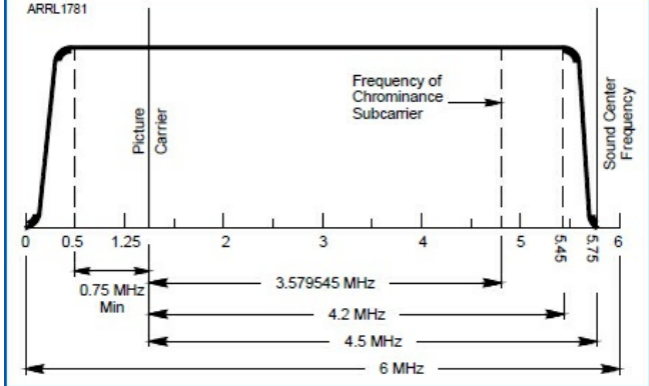 ARRL1781
Frequency of
Chrominance
Subcarrier
Picture
Carrier
Sound Center
Frequency
0 0.5 1.25 2 3 4 5 5.45 5.75 6
0.75 MHz
Min
3.579545 MHz
4.2 MHz
4.5 MHz
6 MHz